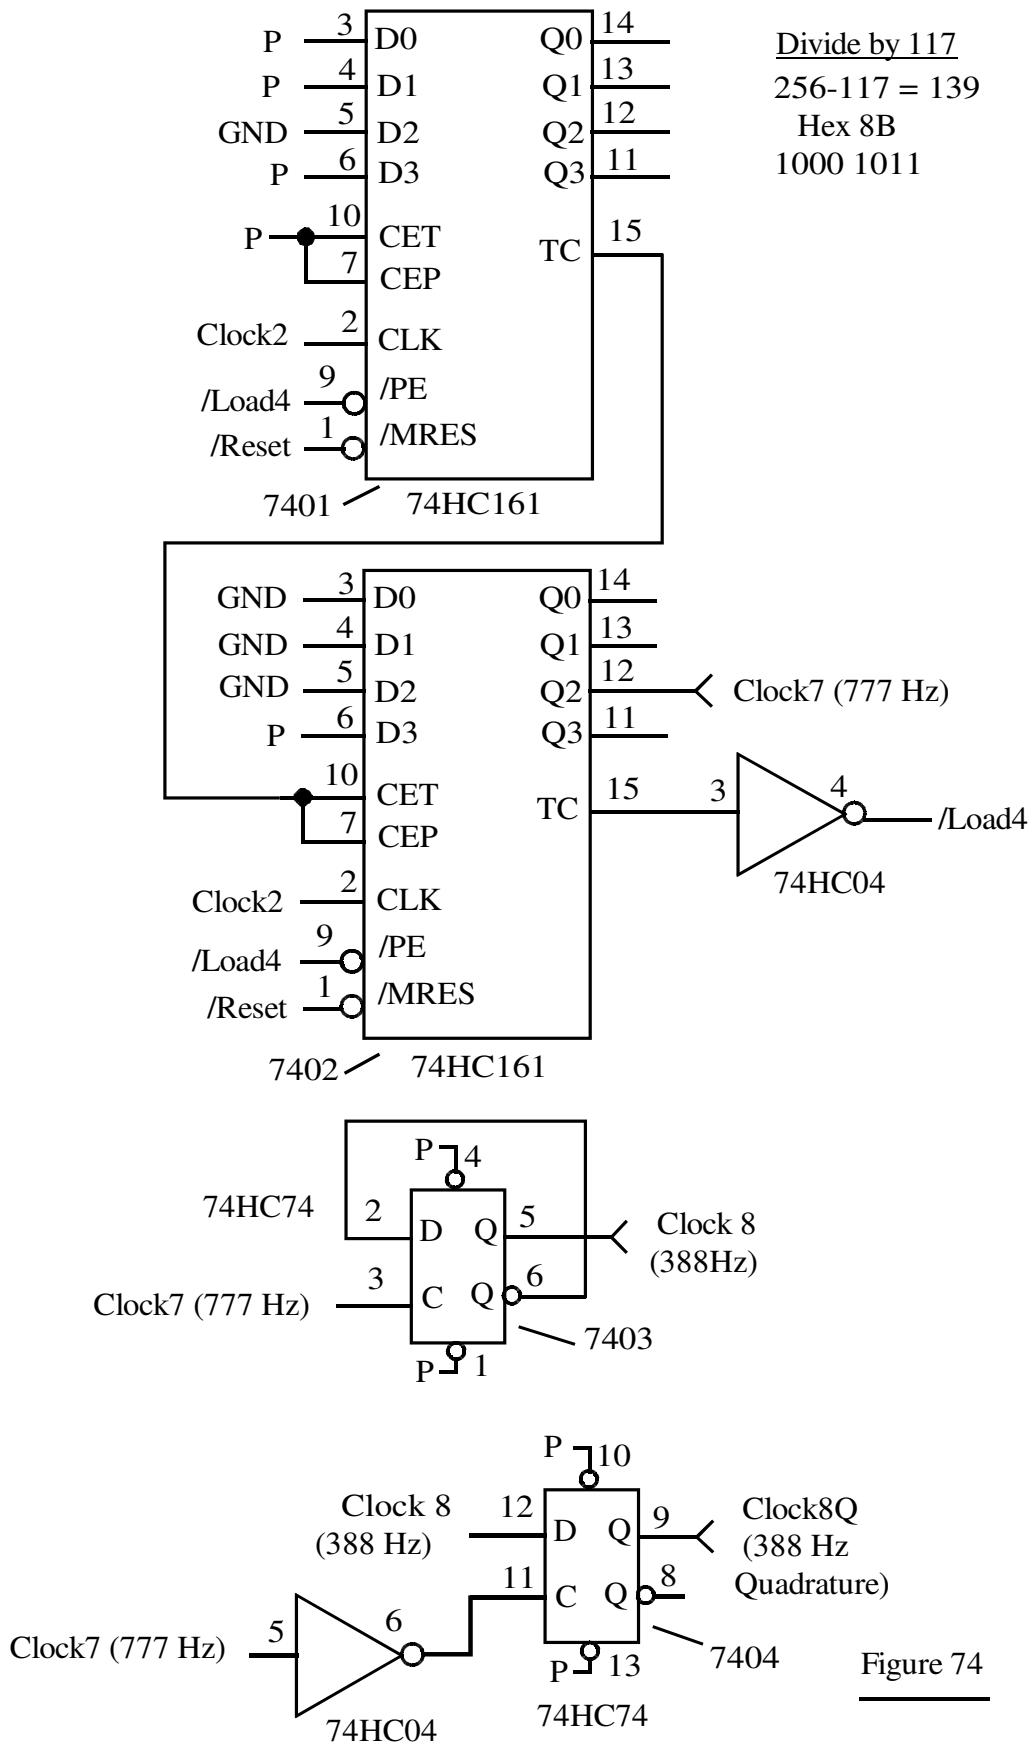 P 3 D0 Q0 14
P 4 D1 Q1 13
GND 5 D2 Q2 12
P 6 D3 Q3 11
P 10 CET TC 15
7 CEP
Clock2 2 CLK
/Load4 9 /PE
/Reset 1 /MRES
7401 74HC161
Divide by 117
256-117 = 139
Hex 8B
1000 1011
GND 3 D0 Q0 14
GND 4 D1 Q1 13
GND 5 D2 Q2 12 Clock7 (777 Hz)
P 6 D3 Q3 11
10 CET TC 15 3 4 /Load4
7 CEP 74HC04
Clock2 2 CLK
/Load4 9 /PE
/Reset 1 /MRES
7402 74HC161
P 4
74HC74 2 D Q 5 Clock 8
(388Hz)
Clock7 (777 Hz) 3 C Q 6
7403
P 1
P 10
Clock 8 12 D Q 9 Clock8Q
(388 Hz) (388 Hz
11 C Q 8 Quadrature)
Clock7 (777 Hz) 5 6
P 13 7404
74HC04 74HC74
Figure 74